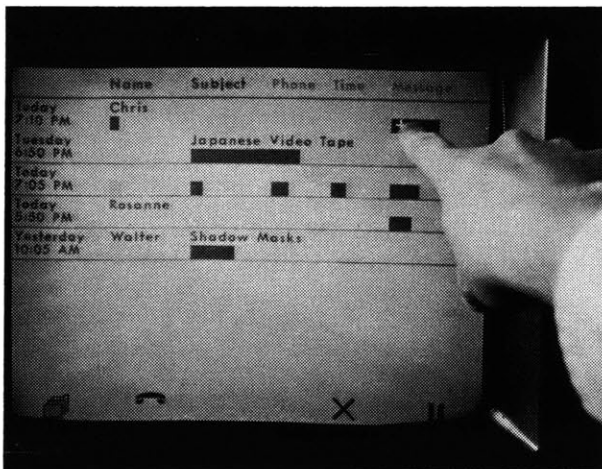 Name Subject Phone Time Message
Today Chris
7:10 PM
Tuesday Japanese Video Tape
6:50 PM
Today
7:05 PM
Today Rosanne
5:50 PM
Yesterday Walter Shadow Masks
10:05 AM